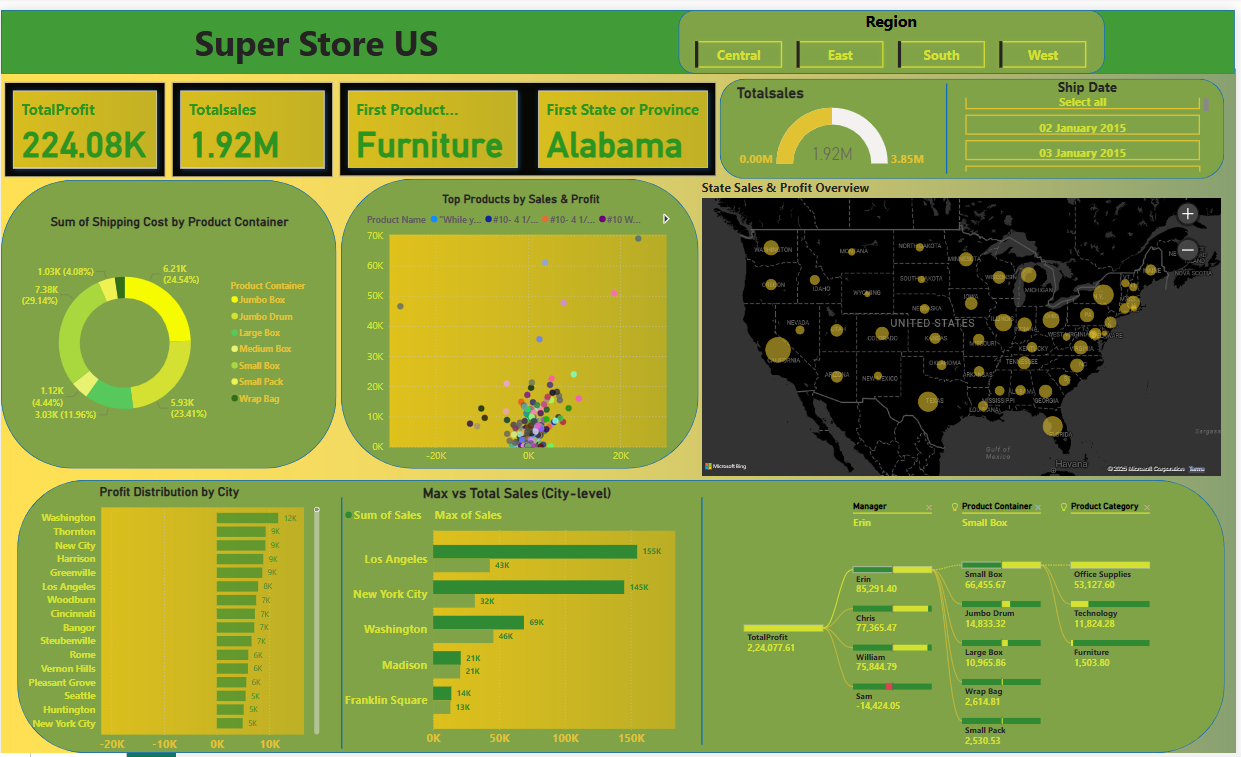 Super Store US
Region
Central
East
South
West
TotalProfit
224.08K
Totalsales
1.92M
First Product...
Furniture
First State or Province
Alabama
Totalsales
0.00M
1.92M
3.85M
Ship Date
Select all
02 January 2015
03 January 2015
Sum of Shipping Cost by Product Container
1.03K (4.08%)
6.21K
(24.54%)
7.38K
(29.14%)
1.12K
(4.44%)
3.03K (11.96%)
5.93K
(23.41%)
Product Container
Jumbo Box
Jumbo Drum
Large Box
Medium Box
Small Box
Small Pack
Wrap Bag
Top Products by Sales & Profit
Product Name "While y... #10- 4 1/... #10- 4 1/... #10 W...
70K
60K
50K
40K
30K
20K
10K
0K
-20K 0K 20K
State Sales & Profit Overview
WASHINGTON
MONTANA
NORTH DAKOTA
MINNESOTA
OREGON
IDAHO
SOUTH DAKOTA
WISCONSIN
MICHIGAN
MAINE
NOVA SCOTIA
WYOMING
IOWA
NEBRASKA
NEVADA
UTAH
COLORADO
UNITED STATES
KANSAS
MISSOURI
ILLINOIS
WEST VIRGINIA
KENTUCKY
CALIFORNIA
ARIZONA
NEW MEXICO
OKLAHOMA
ARKANSAS
TENNESSEE
MISSISSIPPI
ALABAMA
GEORGIA
TEXAS
LOUISIANA
FLORIDA
Gulf of
Mexico
Havana
Microsoft Bing
© 2025 Microsoft Corporation Terms
Profit Distribution by City
Washington 12K
Thornton 9K
New City 9K
Harrison 9K
Greenville 9K
Los Angeles 8K
Woodburn 7K
Cincinnati 7K
Bangor 7K
Steubenville 7K
Rome 6K
Vernon Hills 6K
Pleasant Grove 6K
Seattle 5K
Huntington 5K
New York City 5K
-20K -10K 0K 10K
Max vs Total Sales (City-level)
Sum of Sales Max of Sales
Los Angeles 155K
43K
New York City 145K
32K
Washington 69K
46K
Madison 21K
21K
Franklin Square 14K
13K
0K 50K 100K 150K
Manager
Erin
Product Container
Small Box
Product Category
TotalProfit
2,24,077.61
Erin
85,291.40
Chris
77,365.47
William
75,844.79
Sam
-14,424.05
Small Box
66,455.67
Jumbo Drum
14,833.32
Large Box
10,965.86
Wrap Bag
2,614.81
Small Pack
2,530.53
Office Supplies
53,127.60
Technology
11,824.28
Furniture
1,503.80